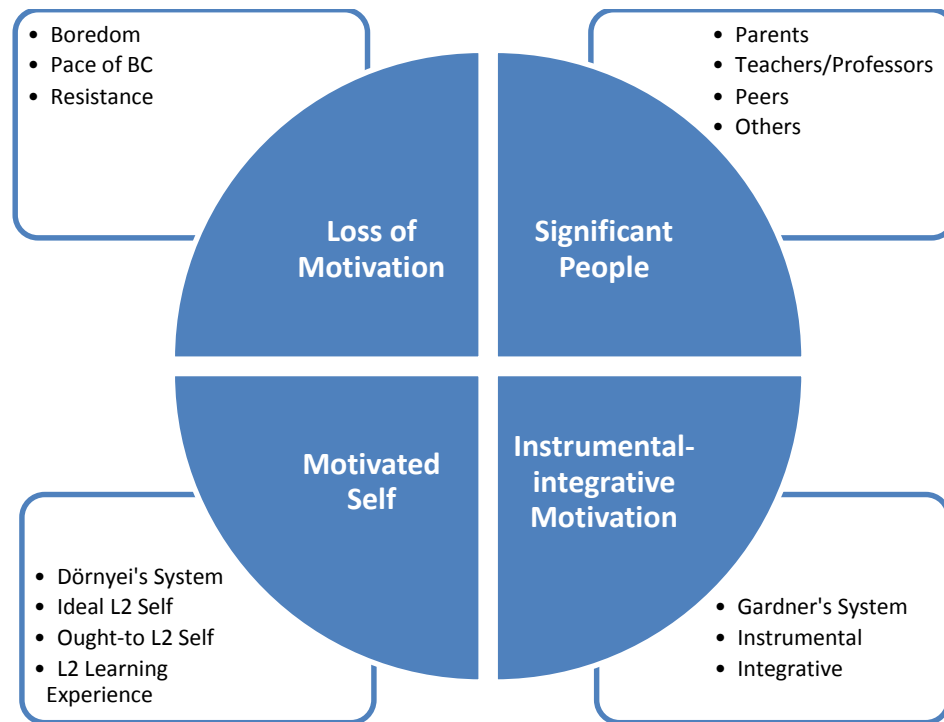 • Boredom
• Pace of BC
• Resistance
• Parents
• Teachers/Professors
• Peers
• Others
Loss of
Motivation
Significant
People
Motivated
Self
Instrumental-
integrative
Motivation
• Dörnyei's System
• Ideal L2 Self
• Ought-to L2 Self
• L2 Learning
Experience
• Gardner's System
• Instrumental
• Integrative